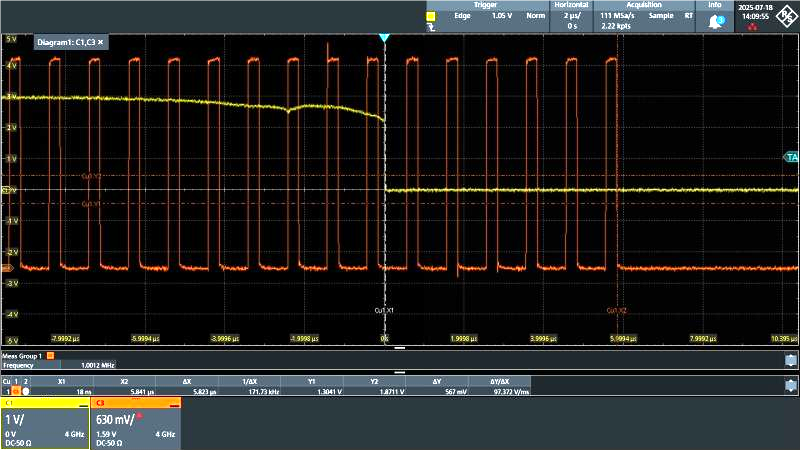 Trigger
Edge 1.05 V Norm
Horizontal
2 µs/
0 s
Acquisition
111 MSa/s Sample RT
2.22 kpts
Info
2025-07-18
14:09:55
Diagram1: C1,C3 ×
5 V
4 V
3 V
2 V
1 V
TA
Cu1.Y2
Cu1.Y1
-1 V
-2 V
-3 V
-4 V
-5 V
Cu1.X1
Cu1.X2
-7.9992 µs
-5.9994 µs
-3.9996 µs
-1.9998 µs
1.9998 µs
3.9996 µs
5.9994 µs
7.9992 µs
10.395 µs
Meas Group 1
Frequency 1.0012 MHz
Cu 1 2 X1 X2 ΔX 1/ΔX Y1 Y2 ΔY ΔY/ΔX
1 18 ns 5.841 µs 5.823 µs 171.73 kHz 1.3041 V 1.8711 V 567 mV 97.372 V/ms
C1
1 V/
0 V 4 GHz
DC-50 Ω
C3
630 mV/
1.59 V 4 GHz
DC-50 Ω